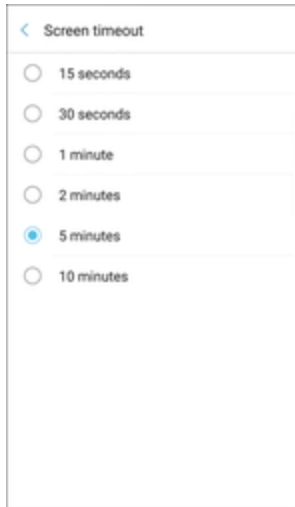 Screen timeout
15 seconds
30 seconds
1 minute
2 minutes
5 minutes
10 minutes